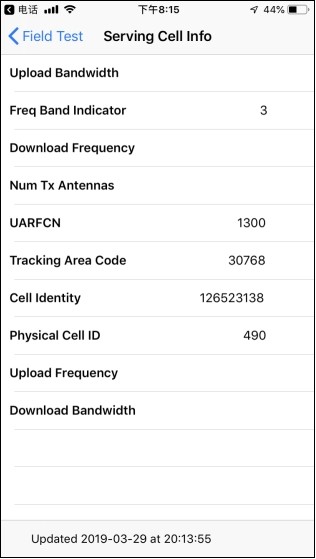 电话 下午8:15 44%
Field Test Serving Cell Info
Upload Bandwidth
Freq Band Indicator 3
Download Frequency
Num Tx Antennas
UARFCN 1300
Tracking Area Code 30768
Cell Identity 126523138
Physical Cell ID 490
Upload Frequency
Download Bandwidth
Updated 2019-03-29 at 20:13:55